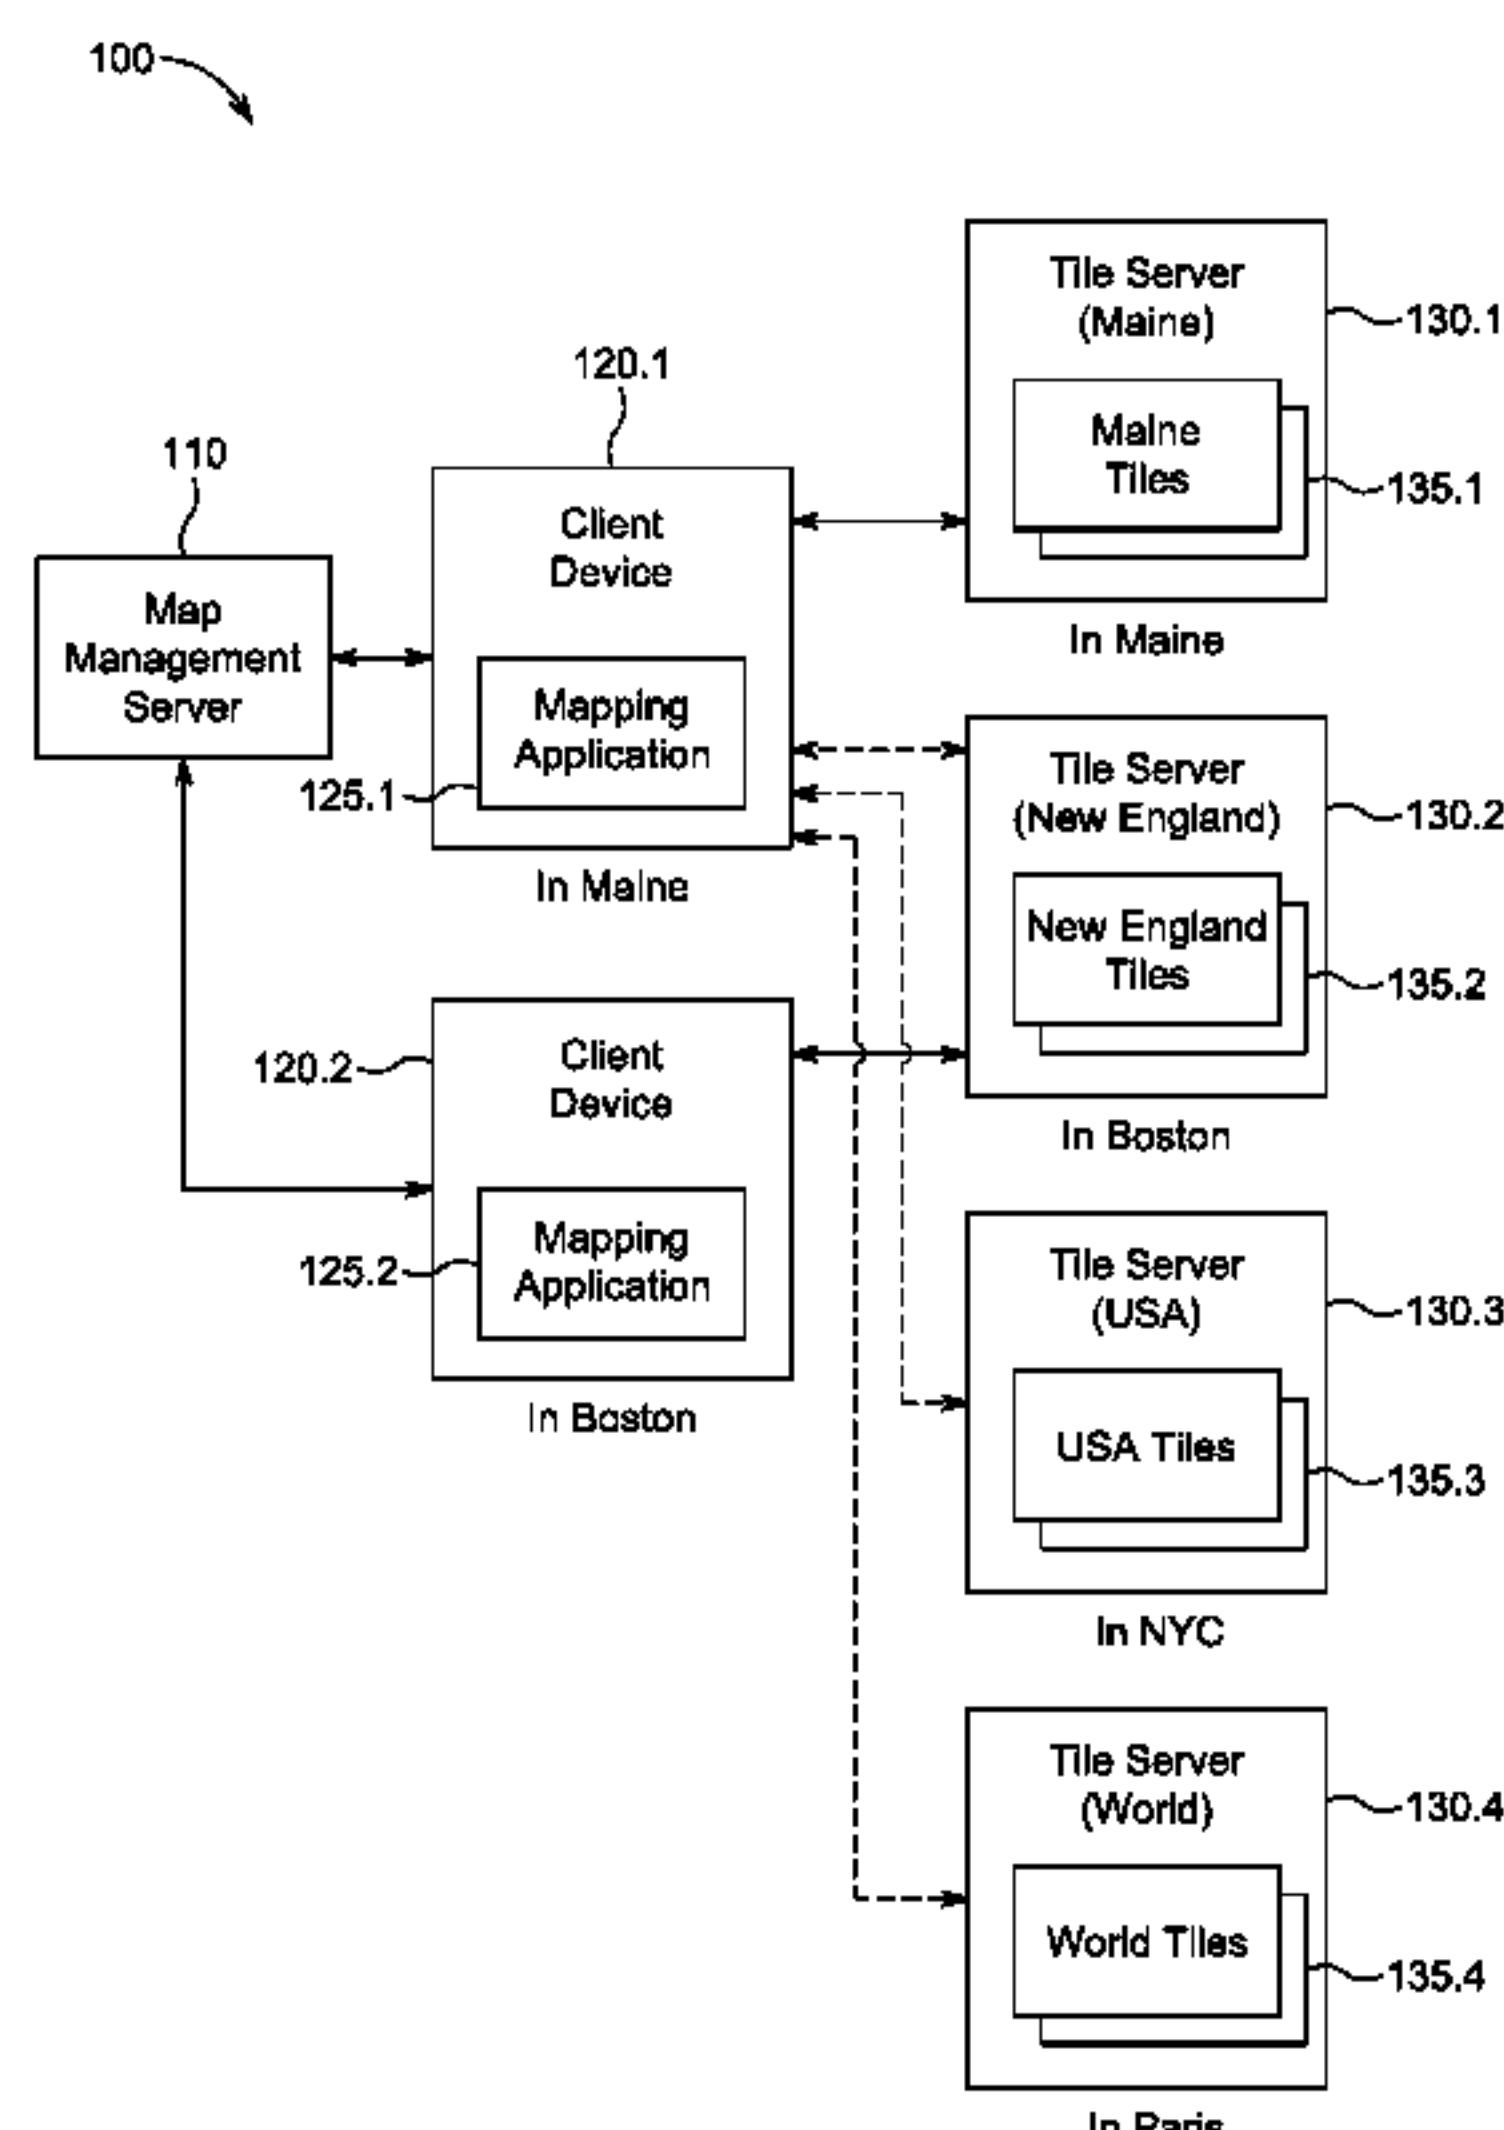 100
Tile Server
(Maine)
130.1
Maine
Tiles
135.1
In Maine
120.1
Client
Device
Mapping
Application
125.1
In Maine
110
Map
Management
Server
Tile Server
(New England)
130.2
New England
Tiles
135.2
In Boston
120.2
Client
Device
Mapping
Application
125.2
In Boston
Tile Server
(USA)
130.3
USA Tiles
135.3
In NYC
Tile Server
(World)
130.4
World Tiles
135.4
In Paris